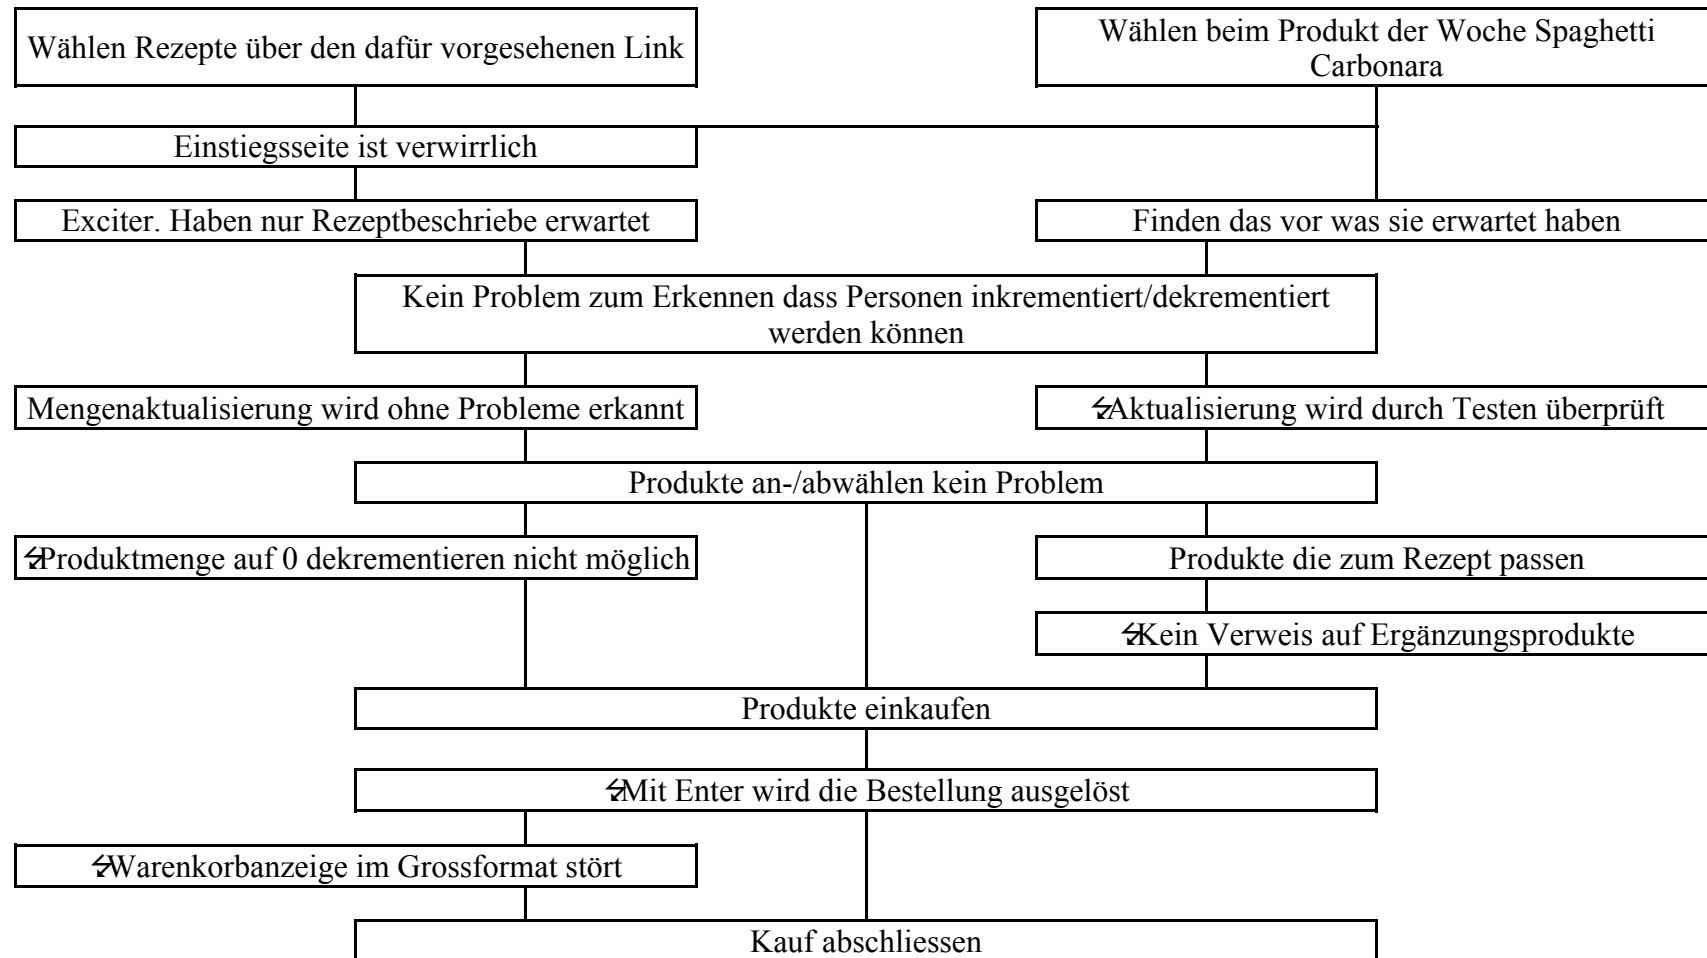 Wählen Rezepte über den dafür vorgesehenen Link
Wählen beim Produkt der Woche Spaghetti
Carbonara
Einstiegsseite ist verwirrlich
Exciter. Haben nur Rezeptbeschriebe erwartet
Finden das vor was sie erwartet haben
Kein Problem zum Erkennen dass Personen inkrementiert/dekrementiert
werden können
Mengenaktualisierung wird ohne Probleme erkannt
Aktualisierung wird durch Testen überprüft
Produkte an-/abwählen kein Problem
Produktmenge auf 0 dekrementieren nicht möglich
Produkte die zum Rezept passen
Kein Verweis auf Ergänzungsprodukte
Produkte einkaufen
Mit Enter wird die Bestellung ausgelöst
Warenkorbanzeige im Grossformat stört
Kauf abschliessen